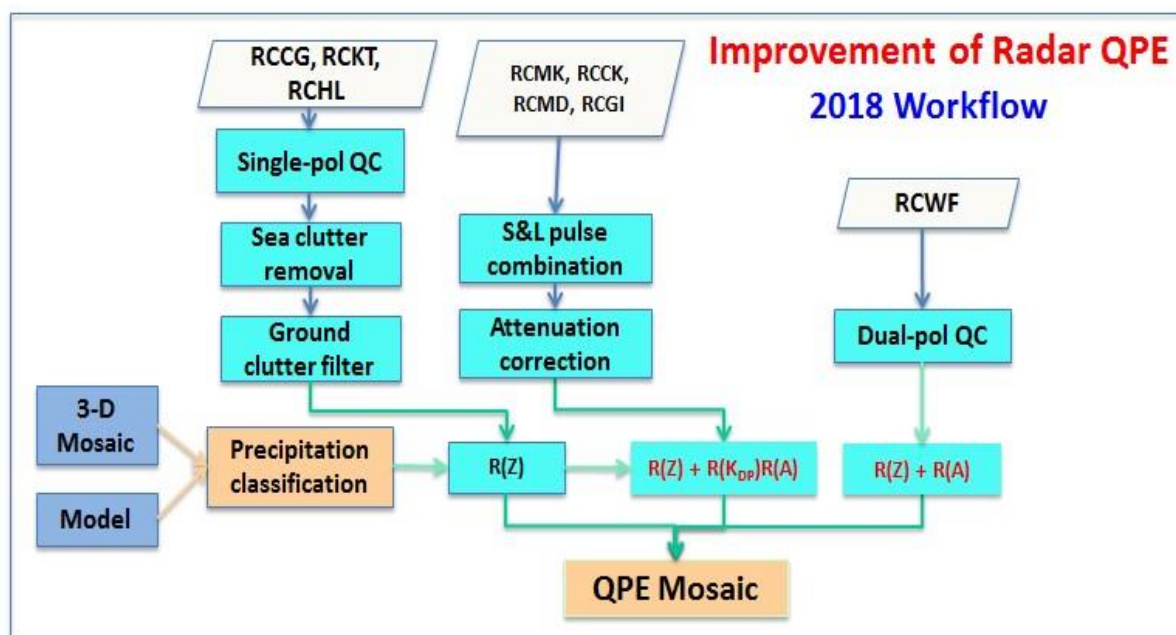 Improvement of Radar QPE
2018 Workflow
RCCG, RCKT,
RCHL
RCMK, RCCK,
RCMD, RCGI
RCWF
Single-pol QC
Sea clutter
removal
Ground
clutter filter
S&L pulse
combination
Attenuation
correction
Dual-pol QC
3-D
Mosaic
Model
Precipitation
classification
R(Z)
R(Z) + R(KDP)R(A)
R(Z) + R(A)
QPE Mosaic